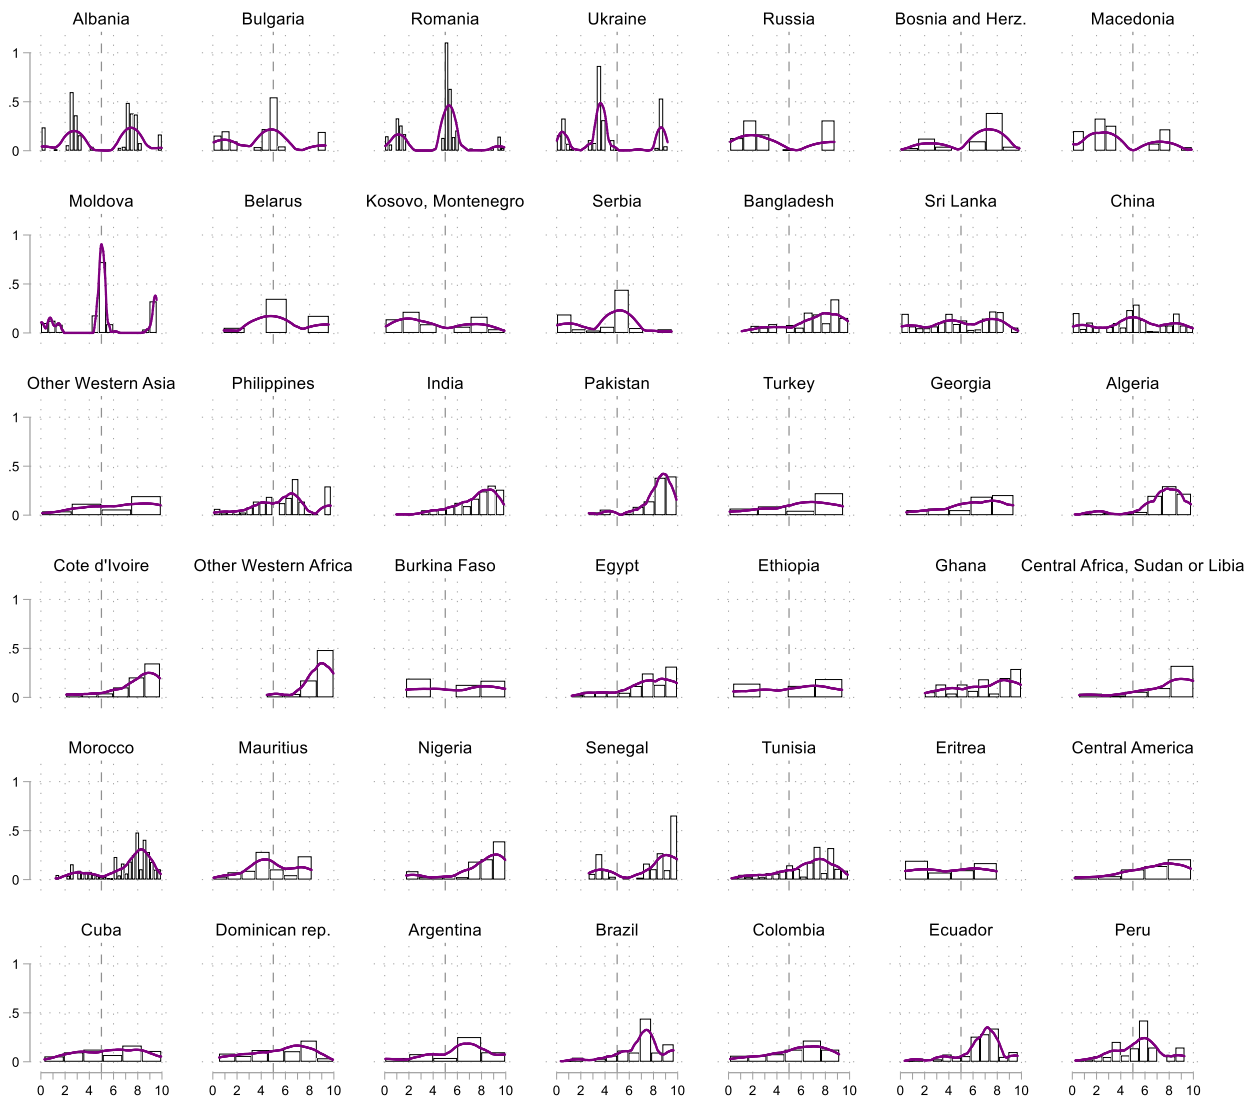 Albania Bulgaria Romania Ukraine Russia Bosnia and Herz. Macedonia
1
.5
0
Moldova Belarus Kosovo, Montenegro Serbia Bangladesh Sri Lanka China
1
.5
0
Other Western Asia Philippines India Pakistan Turkey Georgia Algeria
1
.5
0
Cote d'Ivoire Other Western Africa Burkina Faso Egypt Ethiopia Ghana Central Africa, Sudan or Libia
1
.5
0
Morocco Mauritius Nigeria Senegal Tunisia Eritrea Central America
1
.5
0
Cuba Dominican rep. Argentina Brazil Colombia Ecuador Peru
1
.5
0
0 2 4 6 8 10 0 2 4 6 8 10 0 2 4 6 8 10 0 2 4 6 8 10 0 2 4 6 8 10 0 2 4 6 8 10 0 2 4 6 8 10